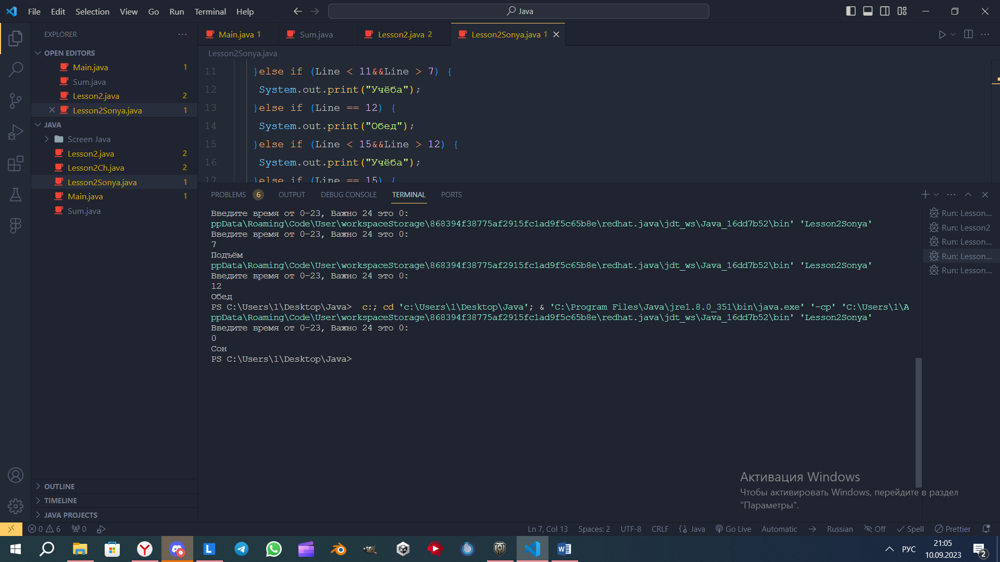 File Edit Selection View Go Run Terminal Help
Java
EXPLORER
OPEN EDITORS
Main.java 1
Sum.java
Lesson2.java 2
Lesson2Sonya.java 1
JAVA
Screen Java
Lesson2.java 2
Lesson2Ch.java 2
Lesson2Sonya.java 1
Main.java 1
Sum.java
OUTLINE
TIMELINE
JAVA PROJECTS
Main.java 1 Sum.java Lesson2.java 2 Lesson2Sonya.java 1
Lesson2Sonya.java
11 }else if (Line < 11&&Line > 7) {
12 System.out.print("Учёба");
13 }else if (Line == 12) {
14 System.out.print("Обед");
15 }else if (Line < 15&&Line > 12) {
16 System.out.print("Учёба");
17 }else if (Line == 15) {
PROBLEMS 6 OUTPUT DEBUG CONSOLE TERMINAL PORTS
Введите время от 0-23, Важно 24 это 0:
ppData\Roaming\Code\User\workspaceStorage\868394f38775af2915fc1ad9f5c65b8e\redhat.java\jdt_ws\Java_16dd7b52\bin' 'Lesson2Sonya'
Введите время от 0-23, Важно 24 это 0:
7
Подъём
ppData\Roaming\Code\User\workspaceStorage\868394f38775af2915fc1ad9f5c65b8e\redhat.java\jdt_ws\Java_16dd7b52\bin' 'Lesson2Sonya'
Введите время от 0-23, Важно 24 это 0:
12
Обед
PS C:\Users\1\Desktop\Java>  c:; cd 'c:\Users\1\Desktop\Java'; & 'C:\Program Files\Java\jre1.8.0_351\bin\java.exe' '-cp' 'C:\Users\1\A
ppData\Roaming\Code\User\workspaceStorage\868394f38775af2915fc1ad9f5c65b8e\redhat.java\jdt_ws\Java_16dd7b52\bin' 'Lesson2Sonya'
Введите время от 0-23, Важно 24 это 0:
0
Сон
PS C:\Users\1\Desktop\Java>
Run: Lesson...
Run: Lesson2
Run: Lesson...
Run: Lesson...
Run: Lesson...
Активация Windows
Чтобы активировать Windows, перейдите в раздел
"Параметры".
0 6 0 Ln 7, Col 13 Spaces: 2 UTF-8 CRLF Java Go Live Automatic Russian Off Spell Prettier
РУС
21:05
10.09.2023
2